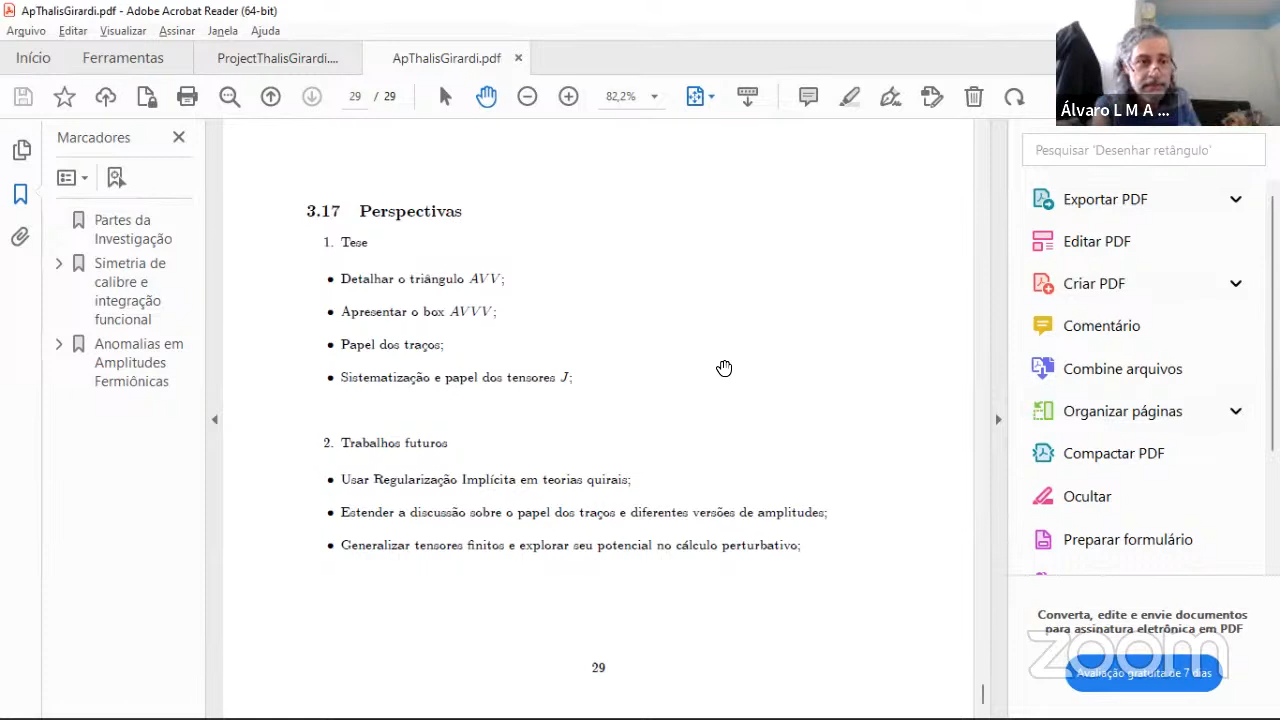 ApThalisGirardi.pdf - Adobe Acrobat Reader (64-bit)
Arquivo Editar Visualizar Assinar Janela Ajuda
Início Ferramentas ProjectThalisGirardi.... ApThalisGirardi.pdf ×
29 / 29 82,2%
Álvaro L M A ...
Marcadores
Partes da
Investigação
Simetria de
calibre e
integração
funcional
Anomalias em
Amplitudes
Fermiônicas
3.17 Perspectivas
1. Tese
• Detalhar o triângulo AVV;
• Apresentar o box AVVV;
• Papel dos traços;
• Sistematização e papel dos tensores J;
2. Trabalhos futuros
• Usar Regularização Implícita em teorias quirais;
• Estender a discussão sobre o papel dos traços e diferentes versões de amplitudes;
• Generalizar tensores finitos e explorar seu potencial no cálculo perturbativo;
29
Pesquisar 'Desenhar retângulo'
Exportar PDF
Editar PDF
Criar PDF
Comentário
Combine arquivos
Organizar páginas
Compactar PDF
Ocultar
Preparar formulário
Converta, edite e envie documentos
para assinatura eletrônica em PDF
zoom
Avaliação gratuita de 7 dias